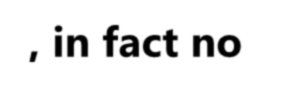 , in fact no